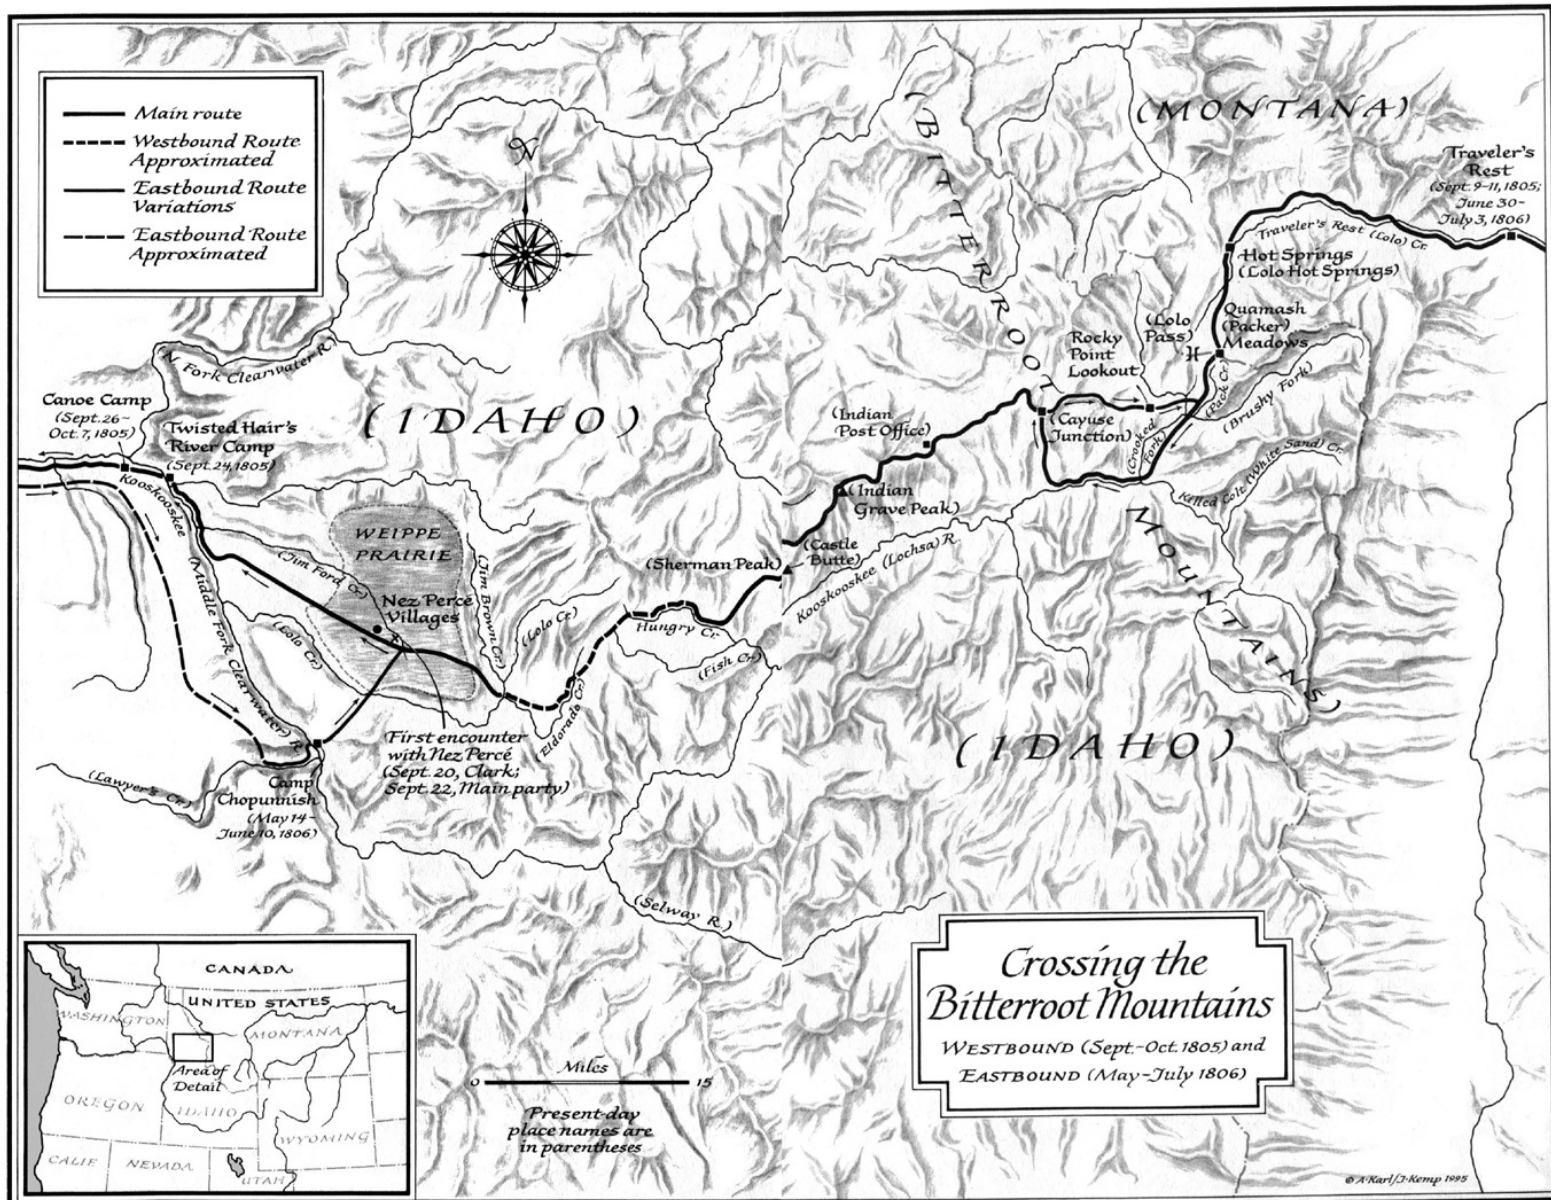 Main route
Westbound Route
Approximated
Eastbound Route
Variations
Eastbound Route
Approximated
N
(MONTANA)
(BITTERROOT
MOUNTAINS)
Traveler's
Rest
(Sept. 9-11, 1805;
June 30-
July 3, 1806)
Traveler's Rest (Lolo) Cr.
Hot Springs
(Lolo Hot Springs)
Quamash
(Packer)
Meadows
(Lolo
Pass)
Rocky
Point
Lookout
(Pack Cr.)
(Brushy Fork)
(Crooked
Fork)
Killed Colt (White Sand) Cr.
(Cayuse
Junction)
(Indian
Post Office)
(Indian
Grave Peak)
(Castle
Butte)
(Sherman Peak)
Kooskooskee (Lochsa) R.
N. Fork Clearwater R.)
(IDAHO)
Canoe Camp
(Sept. 26-
Oct. 7, 1805)
Twisted Hair's
River Camp
(Sept. 24, 1805)
Kooskooskee
(Middle Fork Clearwater) R.
WEIPPE
PRAIRIE
(Jim Ford Cr.)
Nez Percé
Villages
(Jim Brown Cr.)
(Lolo Cr.)
(Lolo Cr.)
Hungry Cr.
(Fish Cr.)
(Eldorado Cr.)
First encounter
with Nez Percé
(Sept. 20, Clark;
Sept. 22, Main party)
Camp
Chopunnish
(May 14-
June 10, 1806)
(Lawyer's Cr.)
(IDAHO)
(Selway R.)
CANADA
UNITED STATES
WASHINGTON
MONTANA
Area of
Detail
OREGON
IDAHO
WYOMING
CALIF
NEVADA
UTAH
Miles
0 15
Present-day
place names are
in parentheses
Crossing the
Bitterroot Mountains
WESTBOUND (Sept.-Oct. 1805) and
EASTBOUND (May-July 1806)
© A·Karl/J·Kemp 1995